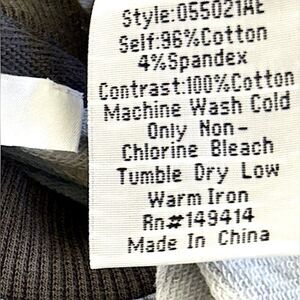 Style:055021AE
Self:96%Cotton
4%Spandex
Contrast:100%Cotton
Machine Wash Cold
Only Non-
Chlorine Bleach
Tumble Dry Low
Warm Iron
Rn#149414
Made In China